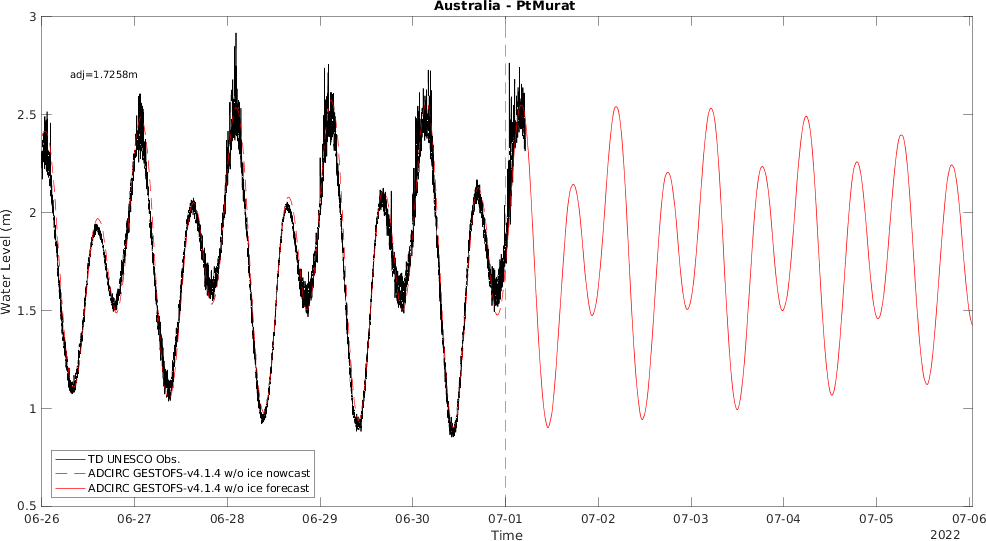 Australia - PtMurat
adj=1.7258m
Water Level (m)
3
2.5
2
1.5
1
0.5
TD UNESCO Obs.
ADCIRC GESTOFS-v4.1.4 w/o ice nowcast
ADCIRC GESTOFS-v4.1.4 w/o ice forecast
06-26 06-27 06-28 06-29 06-30 07-01 07-02 07-03 07-04 07-05 07-06
Time
2022